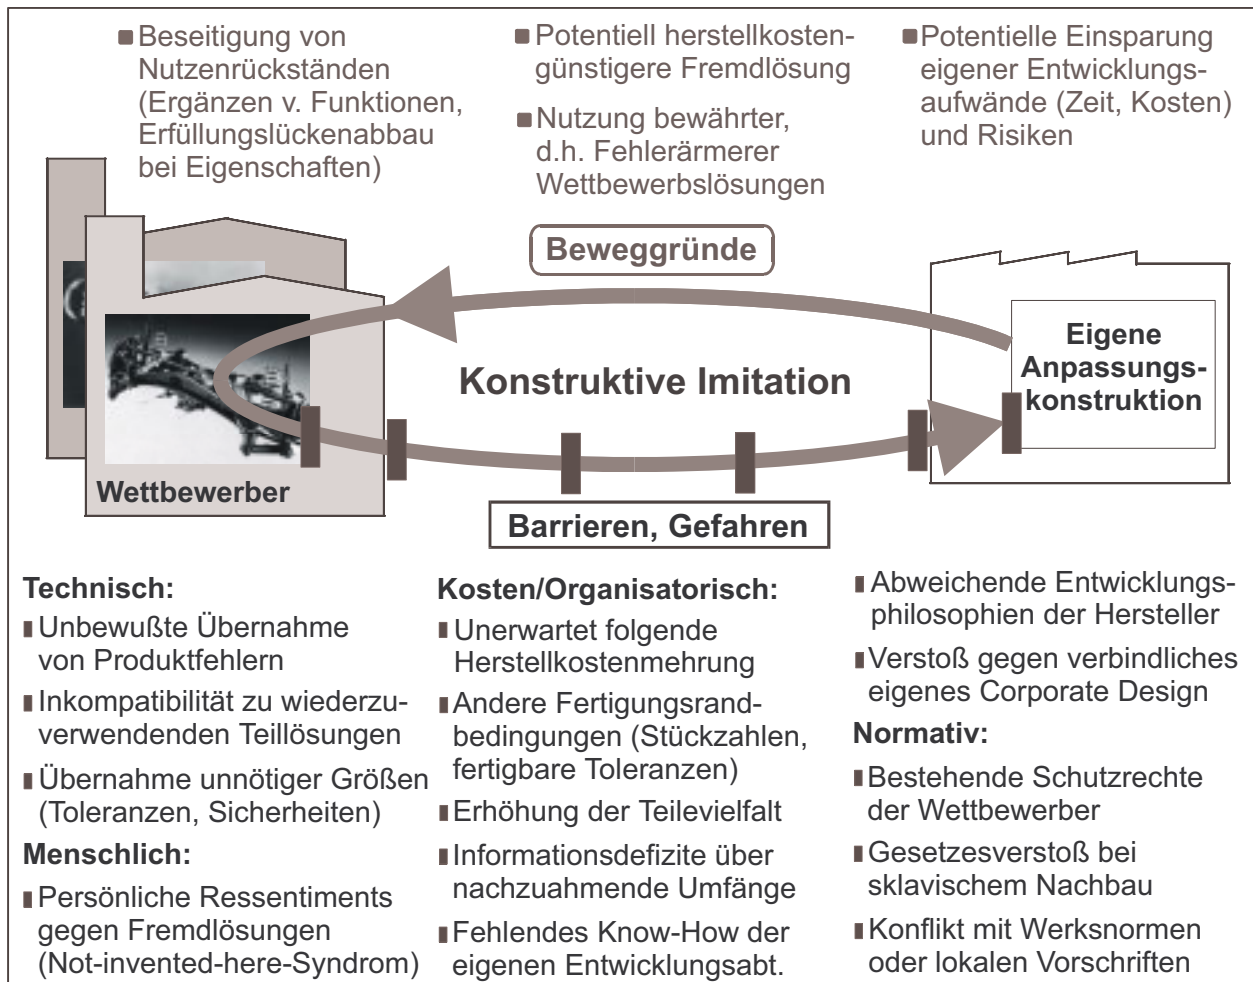 Beseitigung von
Nutzenrückständen
(Ergänzen v. Funktionen,
Erfüllungslückenabbau
bei Eigenschaften)
Potentiell herstellkosten-
günstigere Fremdlösung
Nutzung bewährter,
d.h. Fehlerärmerer
Wettbewerbslösungen
Potentielle Einsparung
eigener Entwicklungs-
aufwände (Zeit, Kosten)
und Risiken
Beweggründe
Konstruktive Imitation
Eigene
Anpassungs-
konstruktion
Wettbewerber
Barrieren, Gefahren
Technisch:
Unbewußte Übernahme
von Produktfehlern
Inkompatibilität zu wiederzu-
verwendenden Teillösungen
Übernahme unnötiger Größen
(Toleranzen, Sicherheiten)
Menschlich:
Persönliche Ressentiments
gegen Fremdlösungen
(Not-invented-here-Syndrom)
Kosten/Organisatorisch:
Unerwartet folgende
Herstellkostenmehrung
Andere Fertigungsrand-
bedingungen (Stückzahlen,
fertigbare Toleranzen)
Erhöhung der Teilevielfalt
Informationsdefizite über
nachzuahmende Umfänge
Fehlendes Know-How der
eigenen Entwicklungsabt.
Abweichende Entwicklungs-
philosophien der Hersteller
Verstoß gegen verbindliches
eigenes Corporate Design
Normativ:
Bestehende Schutzrechte
der Wettbewerber
Gesetzesverstoß bei
sklavischem Nachbau
Konflikt mit Werksnormen
oder lokalen Vorschriften